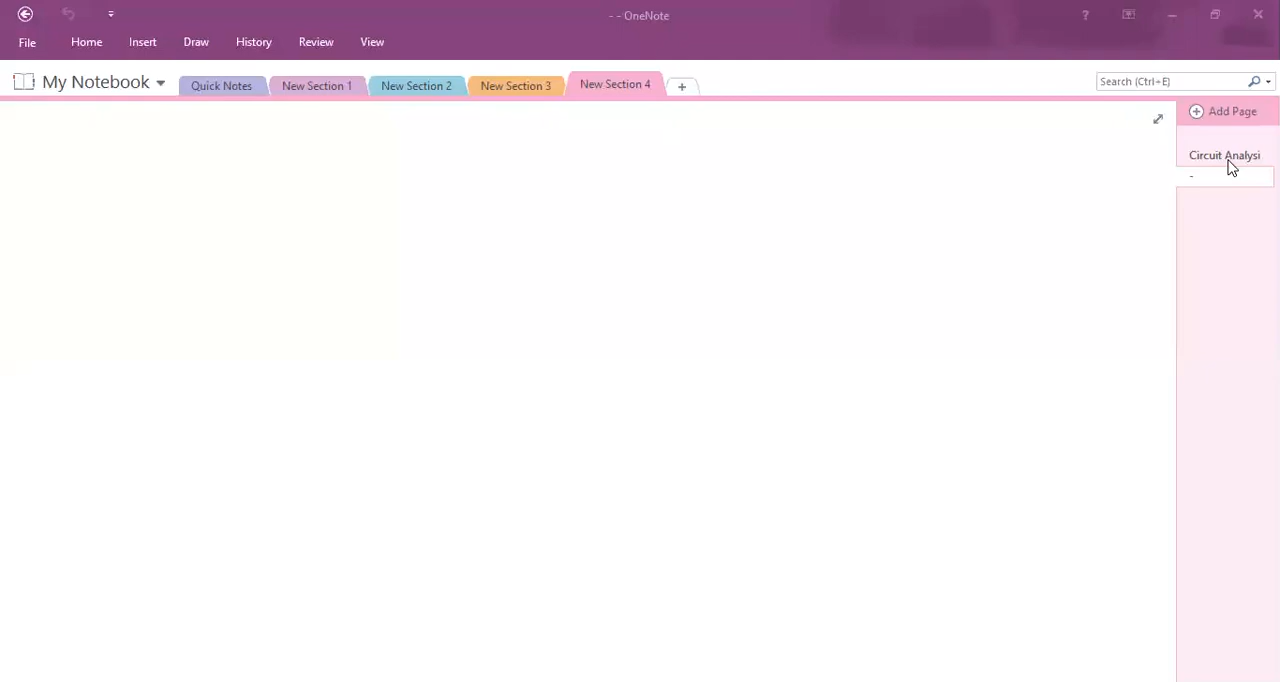 - - OneNote
?
File Home Insert Draw History Review View
My Notebook Quick Notes New Section 1 New Section 2 New Section 3 New Section 4 + Search (Ctrl+E)
Add Page
Circuit Analysi
-